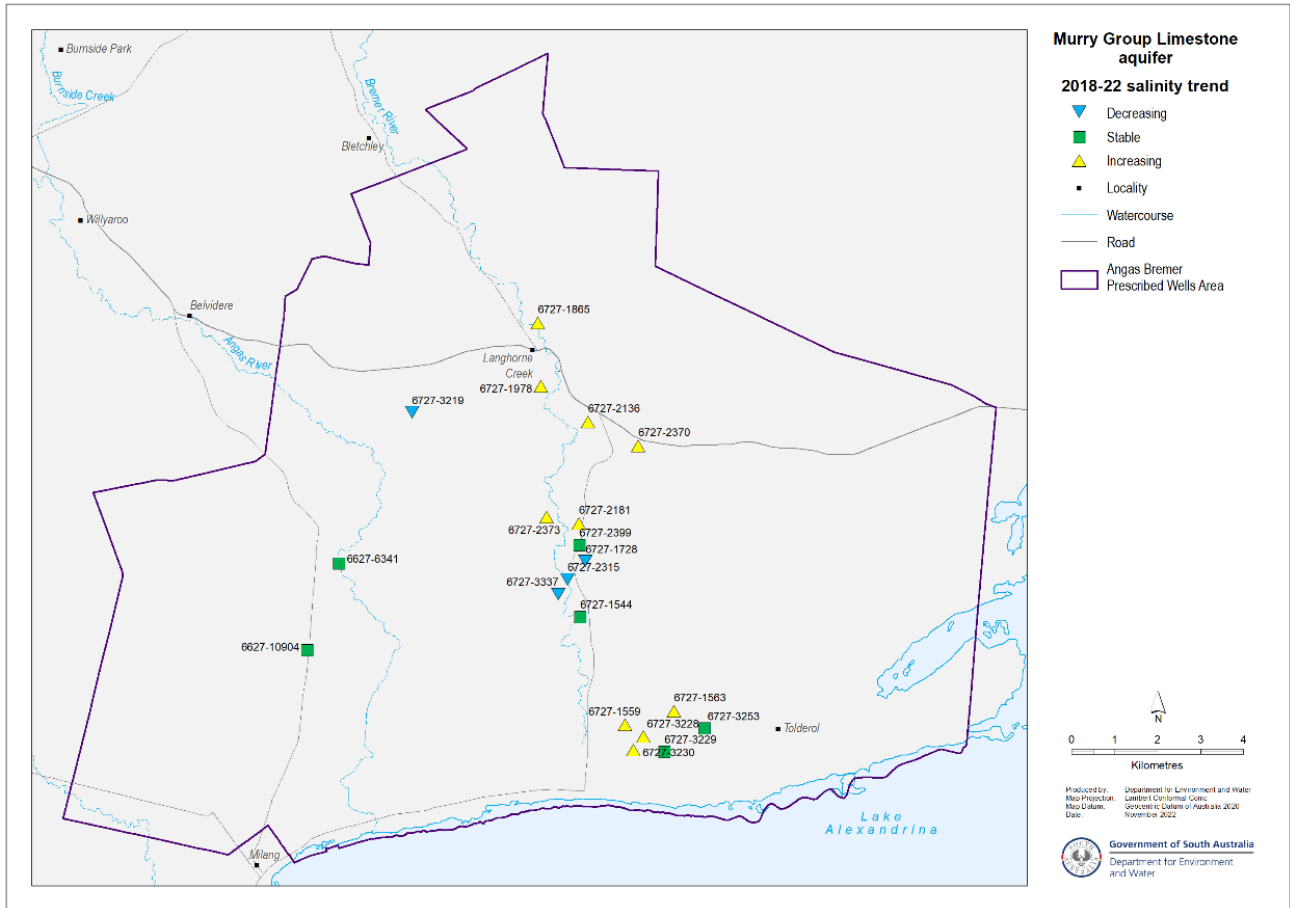 Burnside Park
Burnside Creek
Bremer River
Bletchley
Willyaroo
Belvidere
Angas River
6727-1865
Langhorne
Creek
6727-1978
6727-3219
6727-2136
6727-2370
6727-2181
6727-2373
6727-2399
6727-1728
6627-6341
6727-2315
6727-3337
6727-1544
6627-10904
6727-1563
6727-1559
6727-3228
6727-3253
6727-3229
6727-3230
Tolderol
Lake
Alexandrina
Milang
Murry Group Limestone
aquifer
2018-22 salinity trend
Decreasing
Stable
Increasing
Locality
Watercourse
Road
Angas Bremer
Prescribed Wells Area
N
0 1 2 3 4
Kilometres
Produced by: Department for Environment and Water
Map Projection: Lambert Conformal Conic
Map Datum: Geocentric Datum of Australia 2020
Date: November 2022
SOUTH AUSTRALIA
Government of South Australia
Department for Environment
and Water